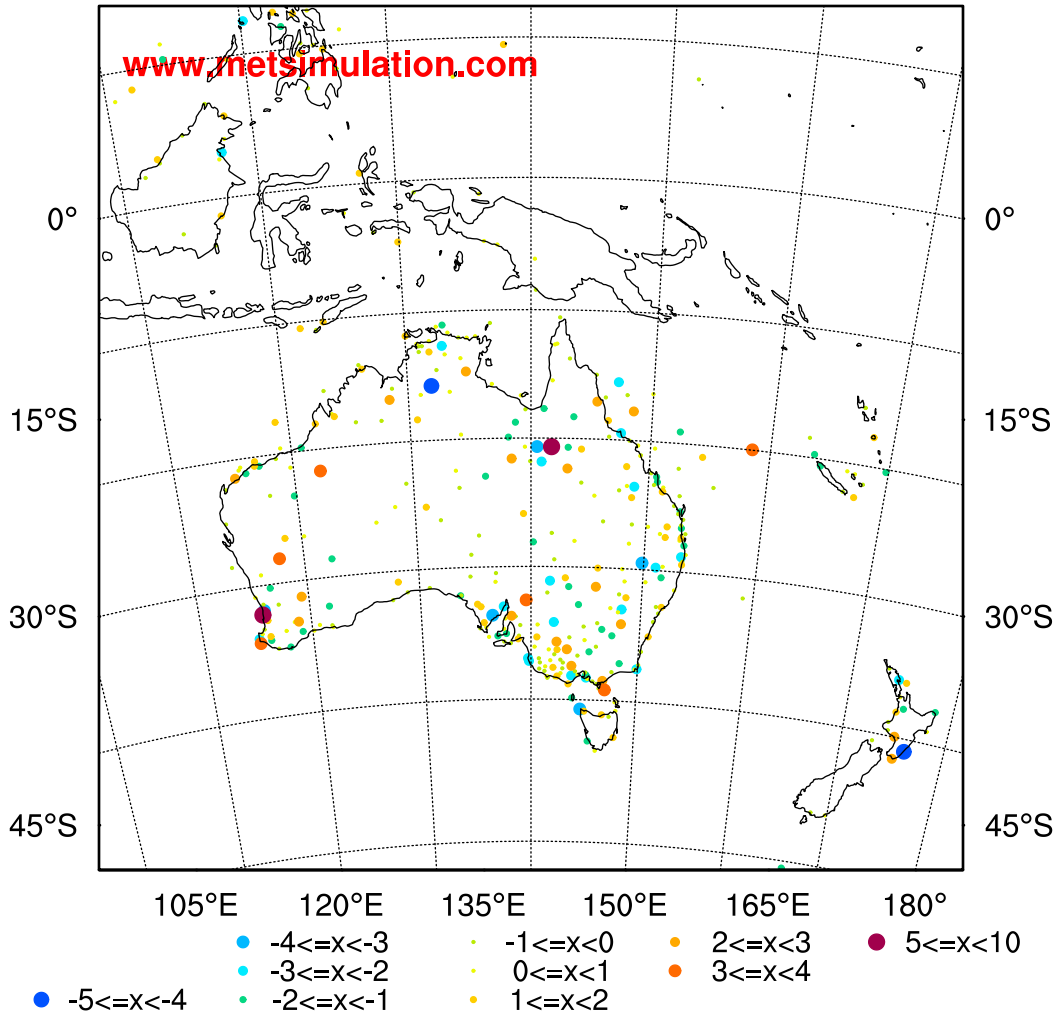 www.metsimulation.com
0° 0°
15°S 15°S
30°S 30°S
45°S 45°S
105°E 120°E 135°E 150°E 165°E 180°
-4<=x<-3 -1<=x<0 2<=x<3 5<=x<10
-3<=x<-2 0<=x<1 3<=x<4
-5<=x<-4 -2<=x<-1 1<=x<2